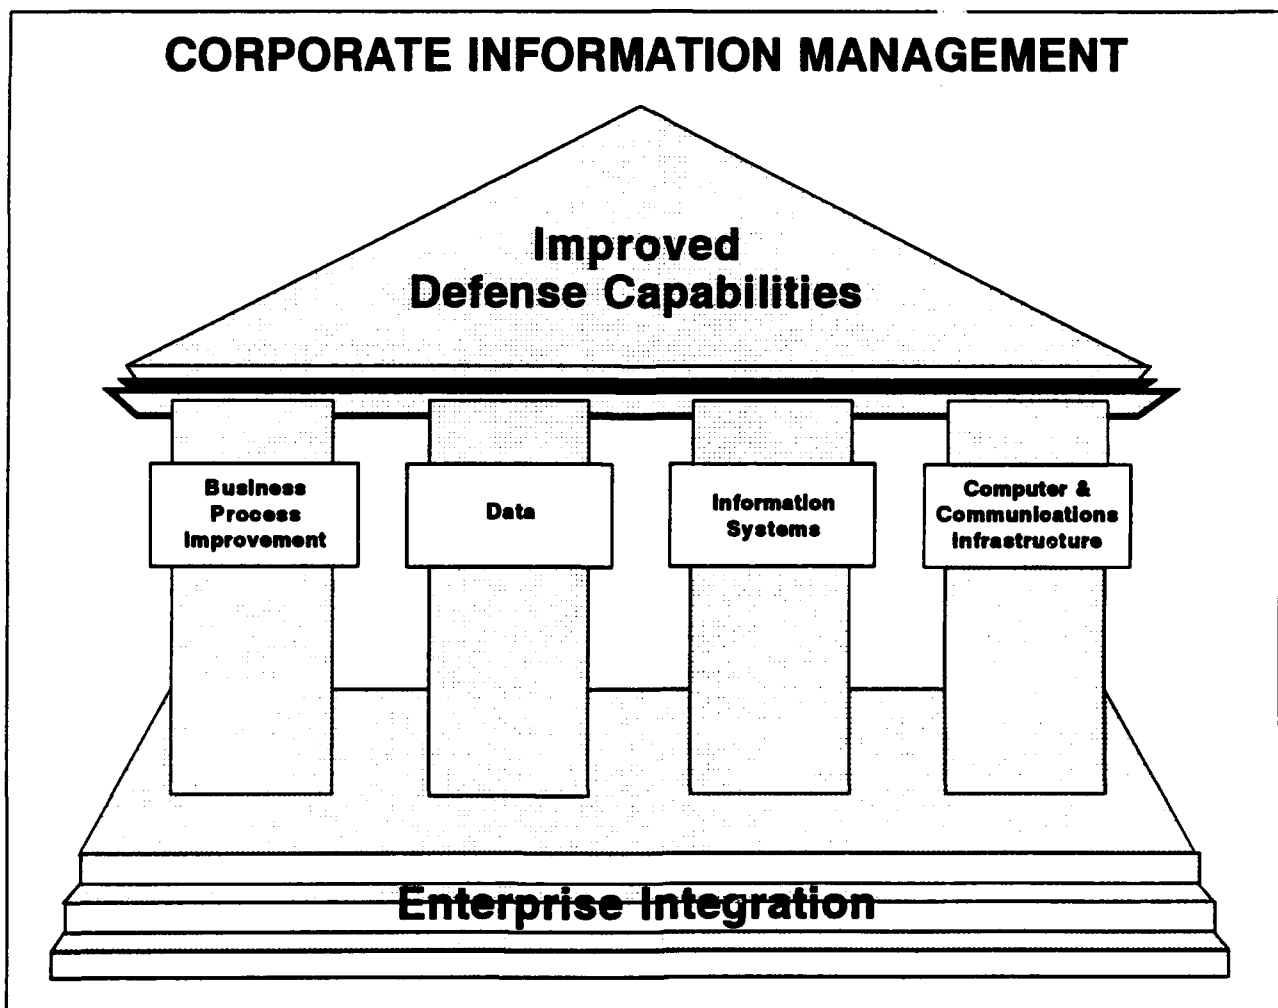 CORPORATE INFORMATION MANAGEMENT
Improved
Defense Capabilities
Business
Process
Improvement
Data
Information
Systems
Computer &
Communications
Infrastructure
Enterprise Integration